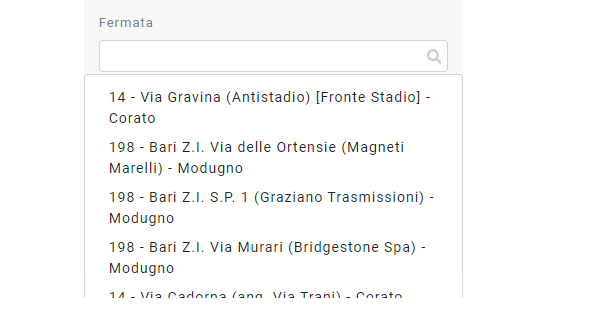 Fermata
14 - Via Gravina (Antistadio) [Fronte Stadio] -
Corato
198 - Bari Z.I. Via delle Ortensie (Magneti
Marelli) - Modugno
198 - Bari Z.I. S.P. 1 (Graziano Trasmissioni) -
Modugno
198 - Bari Z.I. Via Murari (Bridgestone Spa) -
Modugno
14 - Via Cadorna (ang. Via Trani) - Corato